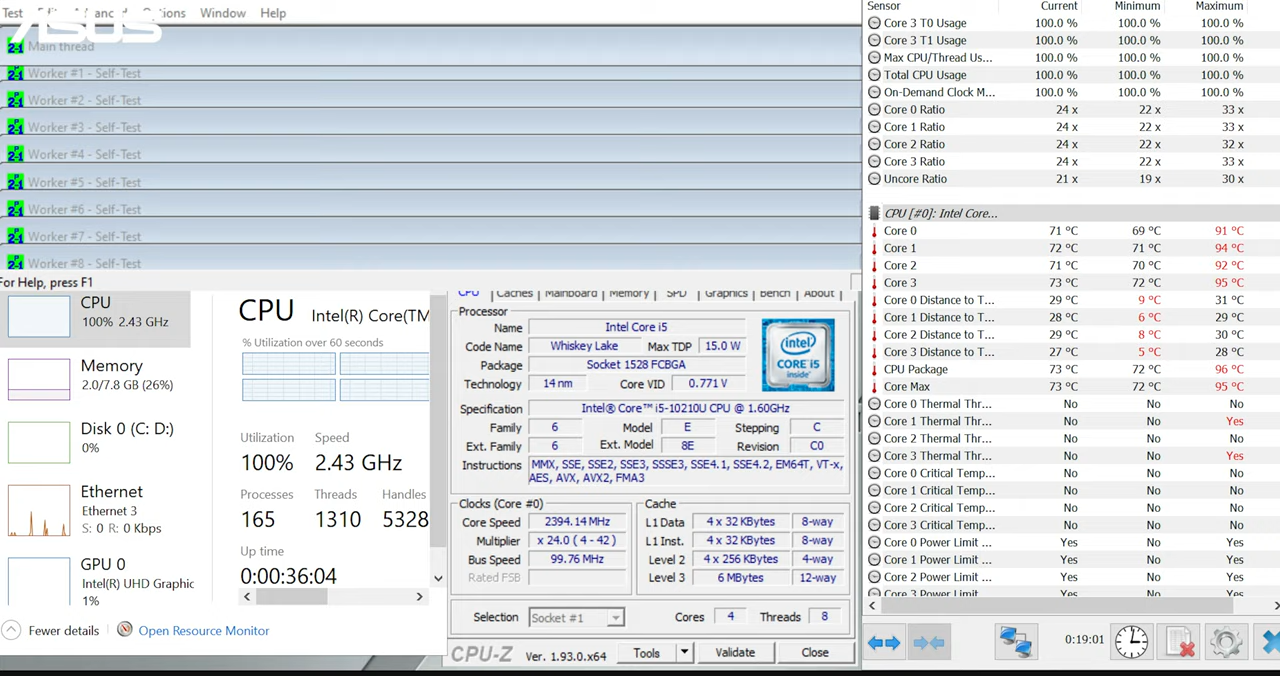 Test Edit Advanced Options Window Help
ASUS
Main thread
Worker #1 - Self-Test
Worker #2 - Self-Test
Worker #3 - Self-Test
Worker #4 - Self-Test
Worker #5 - Self-Test
Worker #6 - Self-Test
Worker #7 - Self-Test
Worker #8 - Self-Test
For Help, press F1
CPU
100% 2.43 GHz
Memory
2.0/7.8 GB (26%)
Disk 0 (C: D:)
0%
Ethernet
Ethernet 3
S: 0 R: 0 Kbps
GPU 0
Intel(R) UHD Graphic
1%
CPU Intel(R) Core(TM
% Utilization over 60 seconds
Utilization Speed
100% 2.43 GHz
Processes Threads Handles
165 1310 5328
Up time
0:00:36:04
Fewer details Open Resource Monitor
CPU Caches Mainboard Memory SPD Graphics Bench About
Processor
Name Intel Core i5
Code Name Whiskey Lake Max TDP 15.0 W
Package Socket 1528 FCBGA
Technology 14 nm Core VID 0.771 V
intel
CORE i5
inside
Specification Intel® Core™ i5-10210U CPU @ 1.60GHz
Family 6 Model E Stepping C
Ext. Family 6 Ext. Model 8E Revision C0
Instructions MMX, SSE, SSE2, SSE3, SSSE3, SSE4.1, SSE4.2, EM64T, VT-x,
AES, AVX, AVX2, FMA3
Clocks (Core #0)
Core Speed 2394.14 MHz
Multiplier x 24.0 ( 4 - 42 )
Bus Speed 99.76 MHz
Rated FSB
Cache
L1 Data 4 x 32 KBytes 8-way
L1 Inst. 4 x 32 KBytes 8-way
Level 2 4 x 256 KBytes 4-way
Level 3 6 MBytes 12-way
Selection Socket #1 Cores 4 Threads 8
CPU-Z Ver. 1.93.0.x64 Tools Validate Close
Sensor Current Minimum Maximum
Core 3 T0 Usage 100.0 % 100.0 % 100.0 %
Core 3 T1 Usage 100.0 % 100.0 % 100.0 %
Max CPU/Thread Us... 100.0 % 100.0 % 100.0 %
Total CPU Usage 100.0 % 100.0 % 100.0 %
On-Demand Clock M... 100.0 % 100.0 % 100.0 %
Core 0 Ratio 24 x 22 x 33 x
Core 1 Ratio 24 x 22 x 33 x
Core 2 Ratio 24 x 22 x 32 x
Core 3 Ratio 24 x 22 x 33 x
Uncore Ratio 21 x 19 x 30 x
CPU [#0]: Intel Core...
Core 0 71 °C 69 °C 91 °C
Core 1 72 °C 71 °C 94 °C
Core 2 71 °C 70 °C 92 °C
Core 3 73 °C 72 °C 95 °C
Core 0 Distance to T... 29 °C 9 °C 31 °C
Core 1 Distance to T... 28 °C 6 °C 29 °C
Core 2 Distance to T... 29 °C 8 °C 30 °C
Core 3 Distance to T... 27 °C 5 °C 28 °C
CPU Package 73 °C 72 °C 96 °C
Core Max 73 °C 72 °C 95 °C
Core 0 Thermal Thr... No No No
Core 1 Thermal Thr... No No Yes
Core 2 Thermal Thr... No No No
Core 3 Thermal Thr... No No Yes
Core 0 Critical Temp... No No No
Core 1 Critical Temp... No No No
Core 2 Critical Temp... No No No
Core 3 Critical Temp... No No No
Core 0 Power Limit ... Yes No Yes
Core 1 Power Limit ... Yes No Yes
Core 2 Power Limit ... Yes No Yes
Core 3 Power Limit ... Yes No Yes
0:19:01